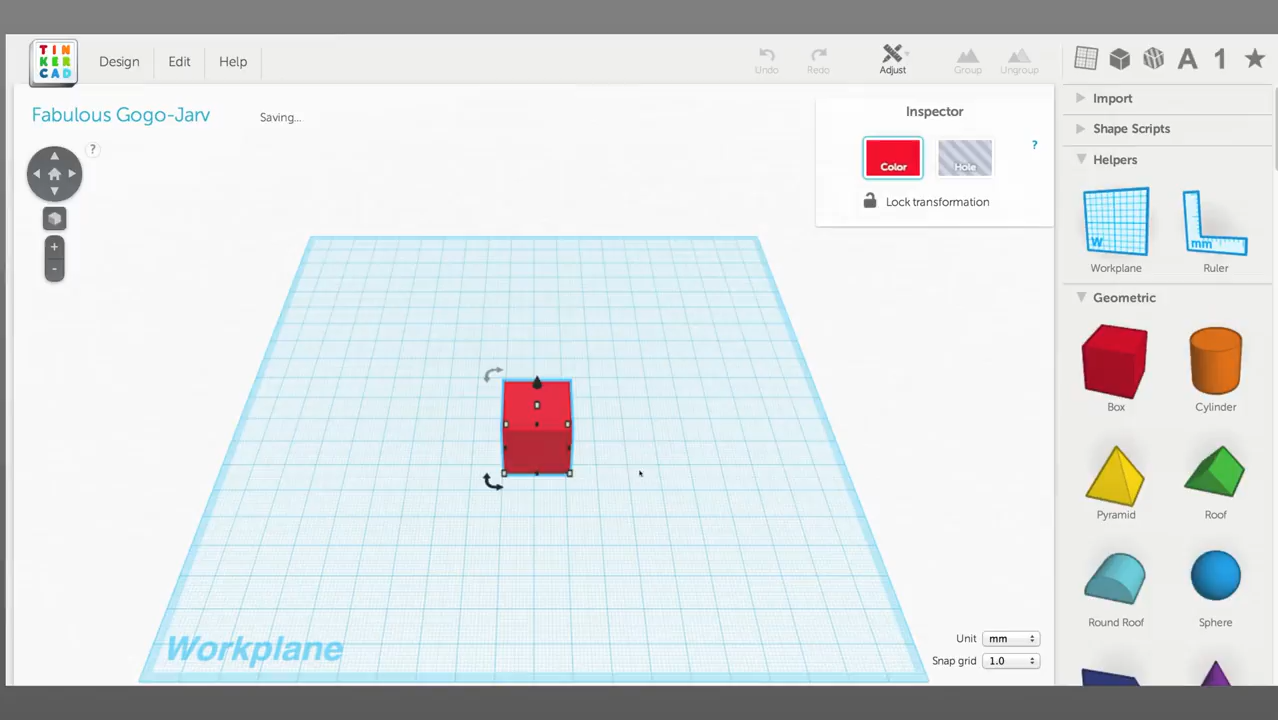 TIN
KER
CAD
Design
Edit
Help
Undo
Redo
Adjust
Group
Ungroup
A
1
Fabulous Gogo-Jarv
Saving...
?
+
-
Inspector
Color
Hole
?
Lock transformation
Import
Shape Scripts
Helpers
W
mm
Workplane
Ruler
Geometric
Box
Cylinder
Pyramid
Roof
Round Roof
Sphere
Workplane
Unit mm
Snap grid 1.0